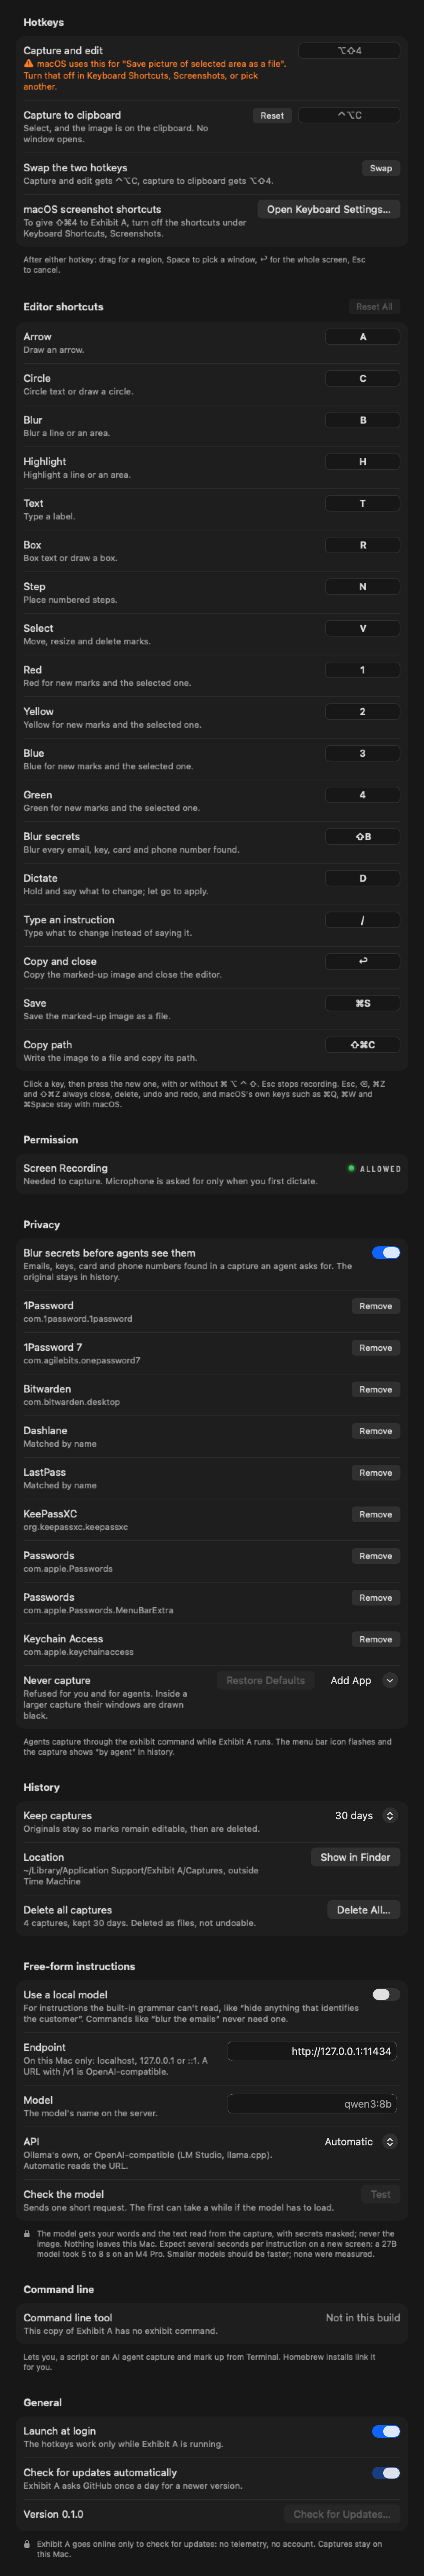 Hotkeys
Capture and edit
⌥⇧4
macOS uses this for "Save picture of selected area as a file".
Turn that off in Keyboard Shortcuts, Screenshots, or pick
another.
Capture to clipboard
Reset
^⌥C
Select, and the image is on the clipboard. No
window opens.
Swap the two hotkeys
Swap
Capture and edit gets ^⌥C, capture to clipboard gets ⌥⇧4.
macOS screenshot shortcuts
Open Keyboard Settings...
To give ⇧⌘4 to Exhibit A, turn off the shortcuts under
Keyboard Shortcuts, Screenshots.
After either hotkey: drag for a region, Space to pick a window, ↩ for the whole screen, Esc
to cancel.
Editor shortcuts
Reset All
Arrow
A
Draw an arrow.
Circle
C
Circle text or draw a circle.
Blur
B
Blur a line or an area.
Highlight
H
Highlight a line or an area.
Text
T
Type a label.
Box
R
Box text or draw a box.
Step
N
Place numbered steps.
Select
V
Move, resize and delete marks.
Red
1
Red for new marks and the selected one.
Yellow
2
Yellow for new marks and the selected one.
Blue
3
Blue for new marks and the selected one.
Green
4
Green for new marks and the selected one.
Blur secrets
⇧B
Blur every email, key, card and phone number found.
Dictate
D
Hold and say what to change; let go to apply.
Type an instruction
/
Type what to change instead of saying it.
Copy and close
↩
Copy the marked-up image and close the editor.
Save
⌘S
Save the marked-up image as a file.
Copy path
⇧⌘C
Write the image to a file and copy its path.
Click a key, then press the new one, with or without ⌘ ⌥ ^ ⇧. Esc stops recording. Esc, ⌫, ⌘Z
and ⇧⌘Z always close, delete, undo and redo, and macOS's own keys such as ⌘Q, ⌘W and
⌘Space stay with macOS.
Permission
Screen Recording
ALLOWED
Needed to capture. Microphone is asked for only when you first dictate.
Privacy
Blur secrets before agents see them
Emails, keys, card and phone numbers found in a capture an agent asks for. The
original stays in history.
1Password
Remove
com.1password.1password
1Password 7
Remove
com.agilebits.onepassword7
Bitwarden
Remove
com.bitwarden.desktop
Dashlane
Remove
Matched by name
LastPass
Remove
Matched by name
KeePassXC
Remove
org.keepassxc.keepassxc
Passwords
Remove
com.apple.Passwords
Passwords
Remove
com.apple.Passwords.MenuBarExtra
Keychain Access
Remove
com.apple.keychainaccess
Never capture
Restore Defaults
Add App
Refused for you and for agents. Inside a
larger capture their windows are drawn
black.
Agents capture through the exhibit command while Exhibit A runs. The menu bar icon flashes and
the capture shows "by agent" in history.
History
Keep captures
30 days
Originals stay so marks remain editable, then are deleted.
Location
Show in Finder
~/Library/Application Support/Exhibit A/Captures, outside
Time Machine
Delete all captures
Delete All...
4 captures, kept 30 days. Deleted as files, not undoable.
Free-form instructions
Use a local model
For instructions the built-in grammar can't read, like "hide anything that identifies
the customer". Commands like "blur the emails" never need one.
Endpoint
http://127.0.0.1:11434
On this Mac only: localhost, 127.0.0.1 or ::1. A
URL with /v1 is OpenAI-compatible.
Model
qwen3:8b
The model's name on the server.
API
Automatic
Ollama's own, or OpenAI-compatible (LM Studio, llama.cpp).
Automatic reads the URL.
Check the model
Test
Sends one short request. The first can take a while if the model has to load.
The model gets your words and the text read from the capture, with secrets masked; never the
image. Nothing leaves this Mac. Expect several seconds per instruction on a new screen: a 27B
model took 5 to 8 s on an M4 Pro. Smaller models should be faster; none were measured.
Command line
Command line tool
Not in this build
This copy of Exhibit A has no exhibit command.
Lets you, a script or an AI agent capture and mark up from Terminal. Homebrew installs link it
for you.
General
Launch at login
The hotkeys work only while Exhibit A is running.
Check for updates automatically
Exhibit A asks GitHub once a day for a newer version.
Version 0.1.0
Check for Updates...
Exhibit A goes online only to check for updates: no telemetry, no account. Captures stay on
this Mac.